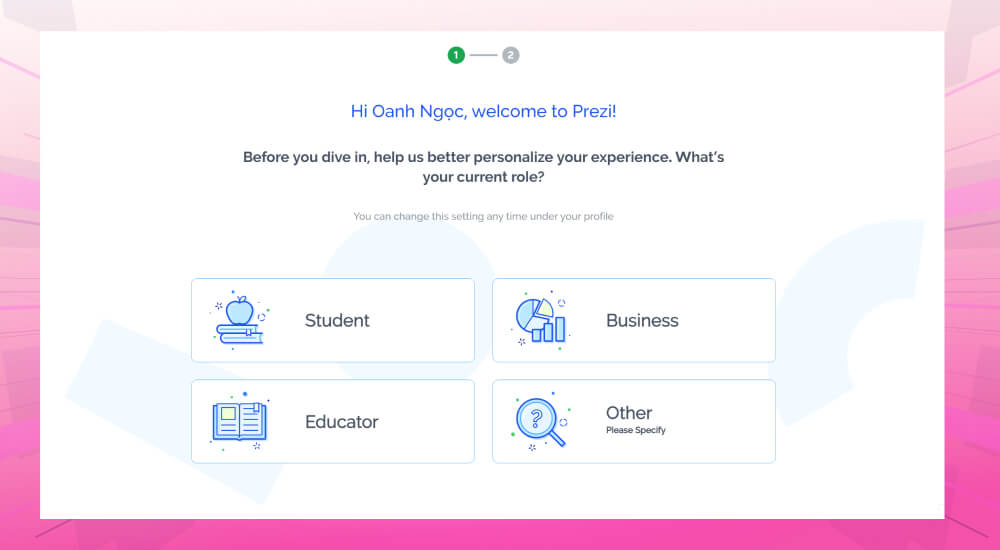 1 2
Hi Oanh Ngọc, welcome to Prezi!
Before you dive in, help us better personalize your experience. What's
your current role?
You can change this setting any time under your profile
Student
Business
Educator
Other
Please Specify
?